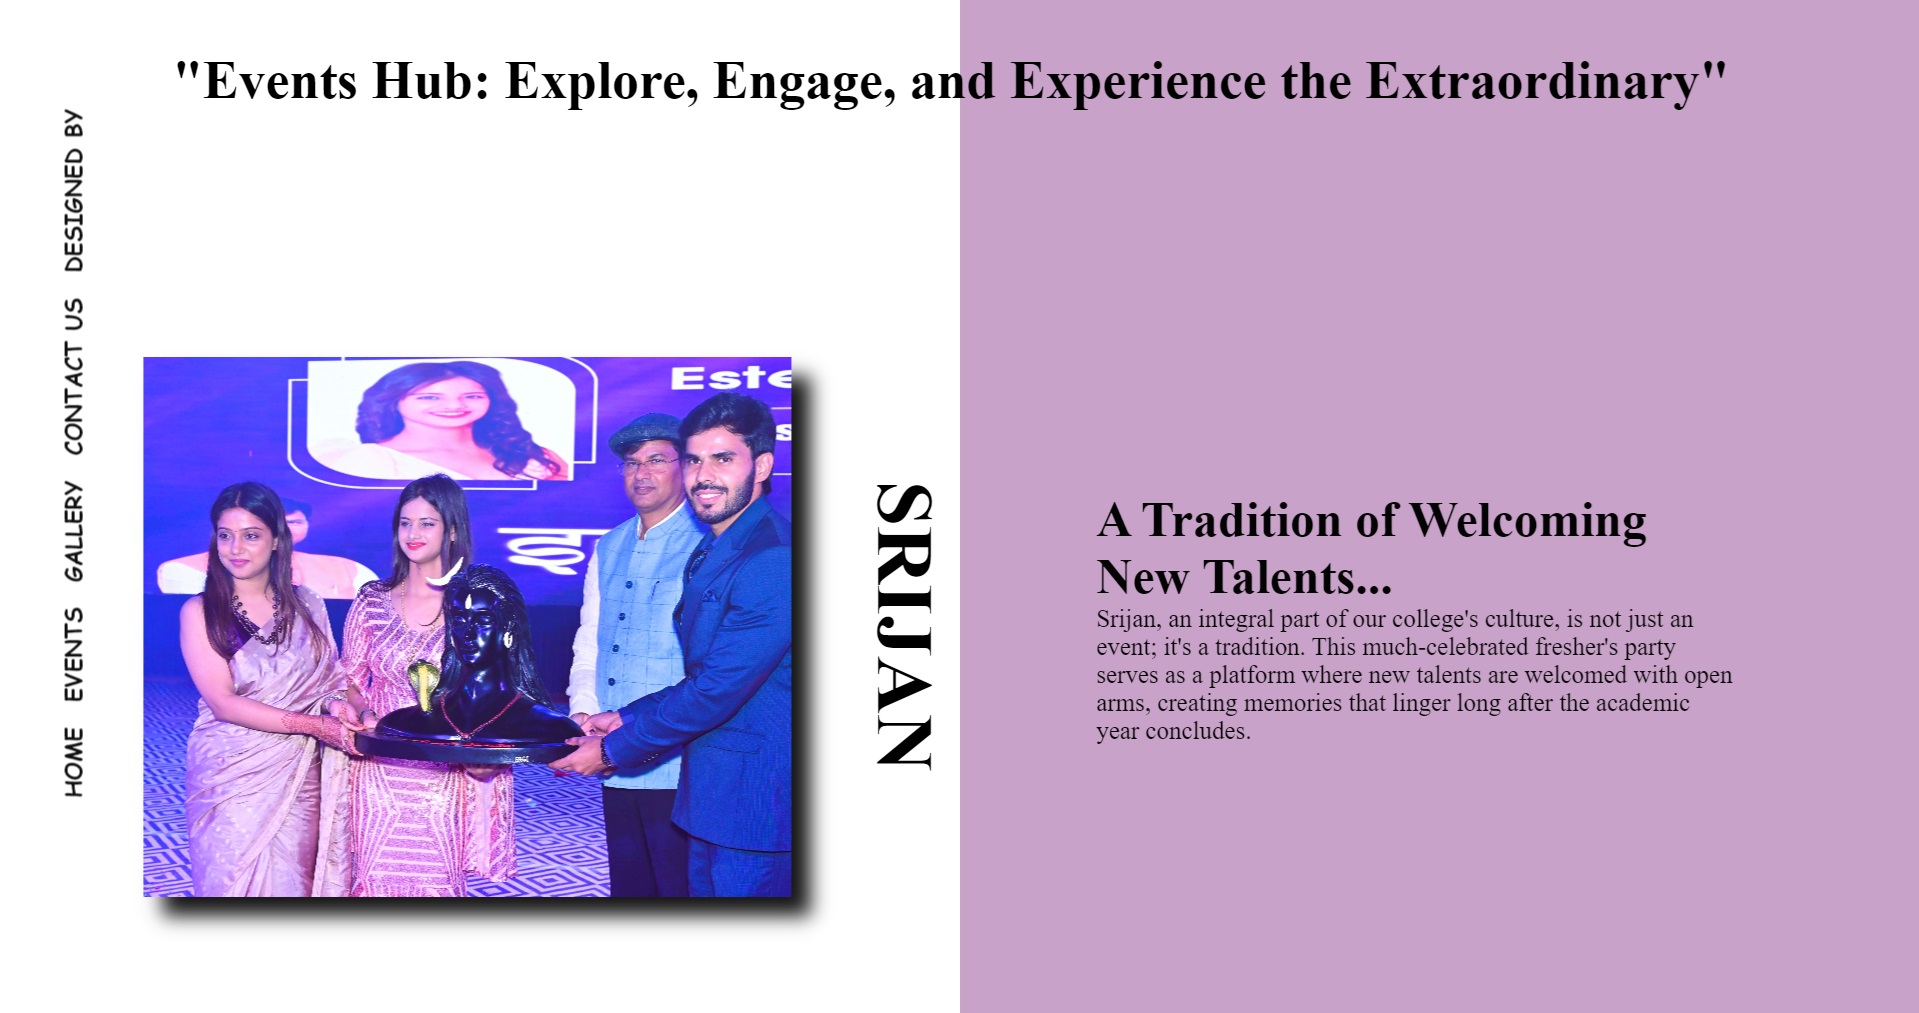 "Events Hub: Explore, Engage, and Experience the Extraordinary"
DESIGNED BY
CONTACT US
GALLERY
EVENTS
HOME
Este
s
इ
SRIJAN
A Tradition of Welcoming
New Talents...
Srijan, an integral part of our college's culture, is not just an
event; it's a tradition. This much-celebrated fresher's party
serves as a platform where new talents are welcomed with open
arms, creating memories that linger long after the academic
year concludes.